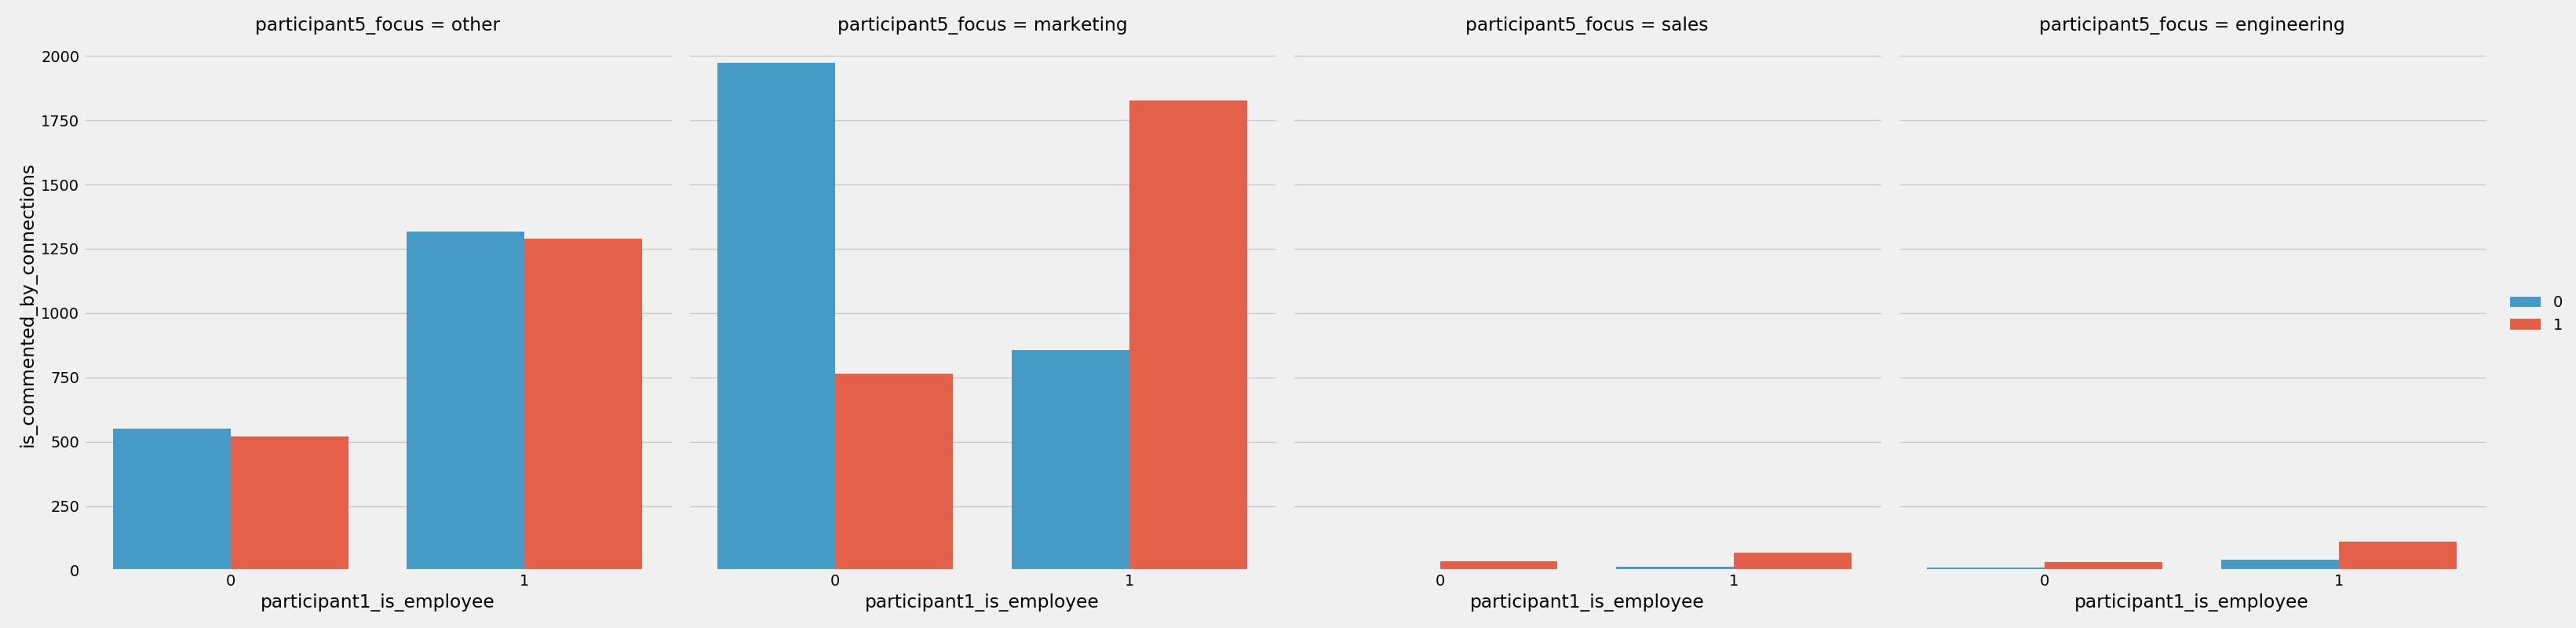 participant5_focus = other
participant5_focus = marketing
participant5_focus = sales
participant5_focus = engineering
is_commented_by_connections
2000
1750
1500
1250
1000
750
500
250
0
0 1
0 1
0 1
0 1
participant1_is_employee
participant1_is_employee
participant1_is_employee
participant1_is_employee
0
1